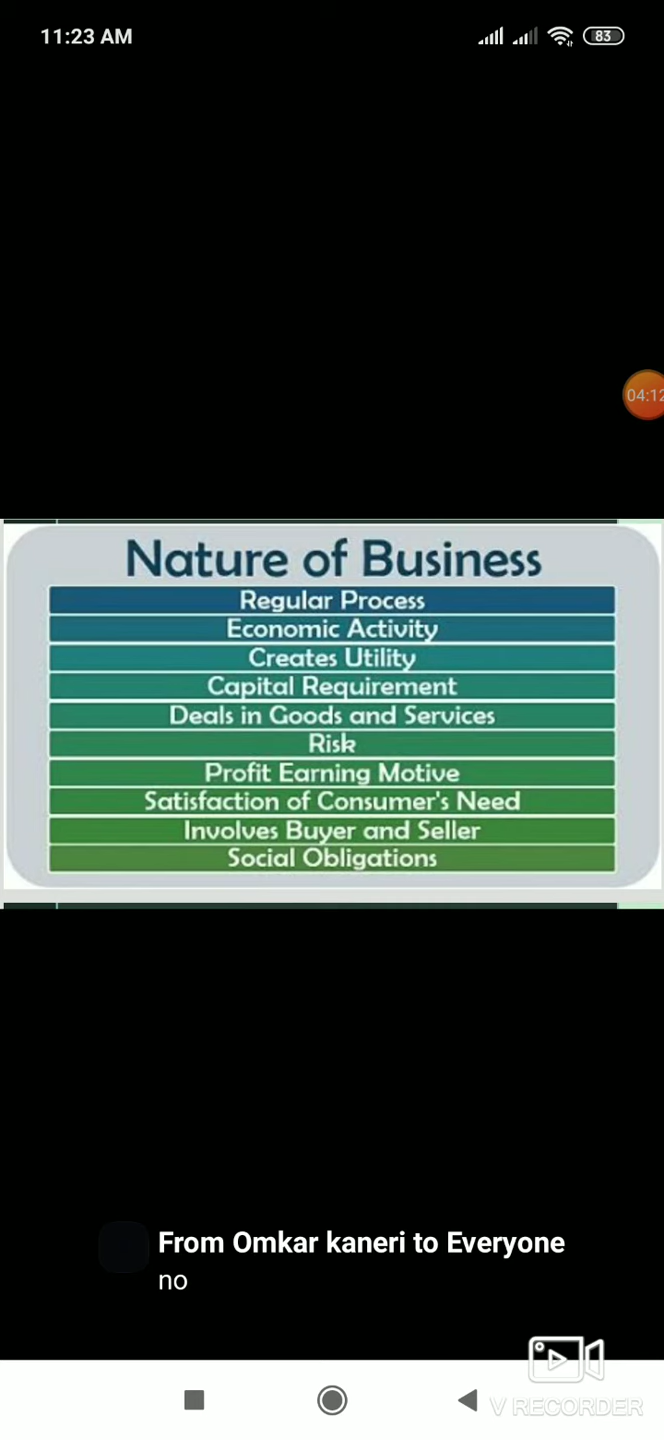 11:23 AM
83
04:12
Nature of Business
Regular Process
Economic Activity
Creates Utility
Capital Requirement
Deals in Goods and Services
Risk
Profit Earning Motive
Satisfaction of Consumer's Need
Involves Buyer and Seller
Social Obligations
From Omkar kaneri to Everyone
no
V RECORDER